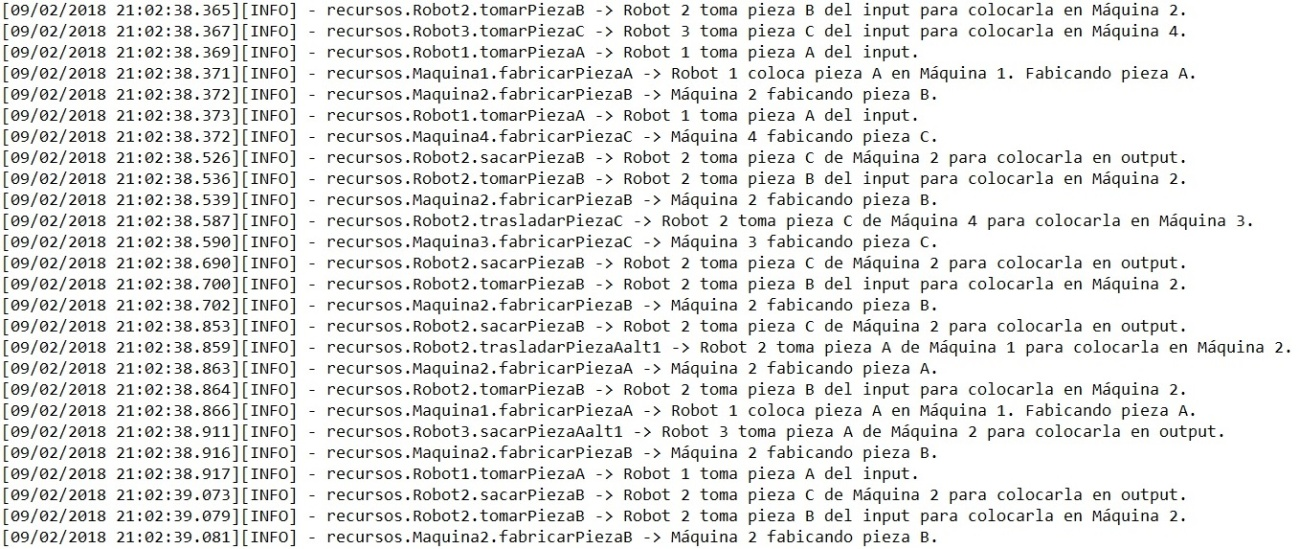 [09/02/2018 21:02:38.365][INFO] - recursos.Robot2.tomarPiezaB -> Robot 2 toma pieza B del input para colocarla en Máquina 2.
[09/02/2018 21:02:38.367][INFO] - recursos.Robot3.tomarPiezaC -> Robot 3 toma pieza C del input para colocarla en Máquina 4.
[09/02/2018 21:02:38.369][INFO] - recursos.Robot1.tomarPiezaA -> Robot 1 toma pieza A del input.
[09/02/2018 21:02:38.371][INFO] - recursos.Maquina1.fabricarPiezaA -> Robot 1 coloca pieza A en Máquina 1. Fabicando pieza A.
[09/02/2018 21:02:38.372][INFO] - recursos.Maquina2.fabricarPiezaB -> Máquina 2 fabicando pieza B.
[09/02/2018 21:02:38.373][INFO] - recursos.Robot1.tomarPiezaA -> Robot 1 toma pieza A del input.
[09/02/2018 21:02:38.372][INFO] - recursos.Maquina4.fabricarPiezaC -> Máquina 4 fabicando pieza C.
[09/02/2018 21:02:38.526][INFO] - recursos.Robot2.sacarPiezaB -> Robot 2 toma pieza C de Máquina 2 para colocarla en output.
[09/02/2018 21:02:38.536][INFO] - recursos.Robot2.tomarPiezaB -> Robot 2 toma pieza B del input para colocarla en Máquina 2.
[09/02/2018 21:02:38.539][INFO] - recursos.Maquina2.fabricarPiezaB -> Máquina 2 fabicando pieza B.
[09/02/2018 21:02:38.587][INFO] - recursos.Robot2.trasladarPiezaC -> Robot 2 toma pieza C de Máquina 4 para colocarla en Máquina 3.
[09/02/2018 21:02:38.590][INFO] - recursos.Maquina3.fabricarPiezaC -> Máquina 3 fabicando pieza C.
[09/02/2018 21:02:38.690][INFO] - recursos.Robot2.sacarPiezaB -> Robot 2 toma pieza C de Máquina 2 para colocarla en output.
[09/02/2018 21:02:38.700][INFO] - recursos.Robot2.tomarPiezaB -> Robot 2 toma pieza B del input para colocarla en Máquina 2.
[09/02/2018 21:02:38.702][INFO] - recursos.Maquina2.fabricarPiezaB -> Máquina 2 fabicando pieza B.
[09/02/2018 21:02:38.853][INFO] - recursos.Robot2.sacarPiezaB -> Robot 2 toma pieza C de Máquina 2 para colocarla en output.
[09/02/2018 21:02:38.859][INFO] - recursos.Robot2.trasladarPiezaAalt1 -> Robot 2 toma pieza A de Máquina 1 para colocarla en Máquina 2.
[09/02/2018 21:02:38.863][INFO] - recursos.Maquina2.fabricarPiezaA -> Máquina 2 fabicando pieza A.
[09/02/2018 21:02:38.864][INFO] - recursos.Robot2.tomarPiezaB -> Robot 2 toma pieza B del input para colocarla en Máquina 2.
[09/02/2018 21:02:38.866][INFO] - recursos.Maquina1.fabricarPiezaA -> Robot 1 coloca pieza A en Máquina 1. Fabicando pieza A.
[09/02/2018 21:02:38.911][INFO] - recursos.Robot3.sacarPiezaAalt1 -> Robot 3 toma pieza A de Máquina 2 para colocarla en output.
[09/02/2018 21:02:38.916][INFO] - recursos.Maquina2.fabricarPiezaB -> Máquina 2 fabicando pieza B.
[09/02/2018 21:02:38.917][INFO] - recursos.Robot1.tomarPiezaA -> Robot 1 toma pieza A del input.
[09/02/2018 21:02:39.073][INFO] - recursos.Robot2.sacarPiezaB -> Robot 2 toma pieza C de Máquina 2 para colocarla en output.
[09/02/2018 21:02:39.079][INFO] - recursos.Robot2.tomarPiezaB -> Robot 2 toma pieza B del input para colocarla en Máquina 2.
[09/02/2018 21:02:39.081][INFO] - recursos.Maquina2.fabricarPiezaB -> Máquina 2 fabicando pieza B.